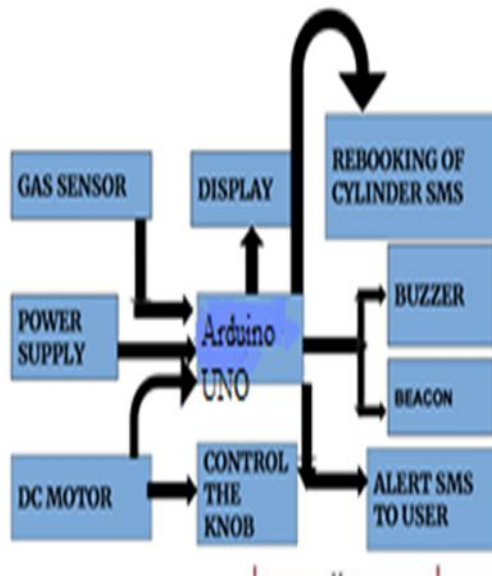 REBOOKING OF
CYLINDER SMS
GAS SENSOR
DISPLAY
BUZZER
POWER
SUPPLY
Arduino
UNO
BEACON
CONTROL
THE
KNOB
DC MOTOR
ALERT SMS
TO USER